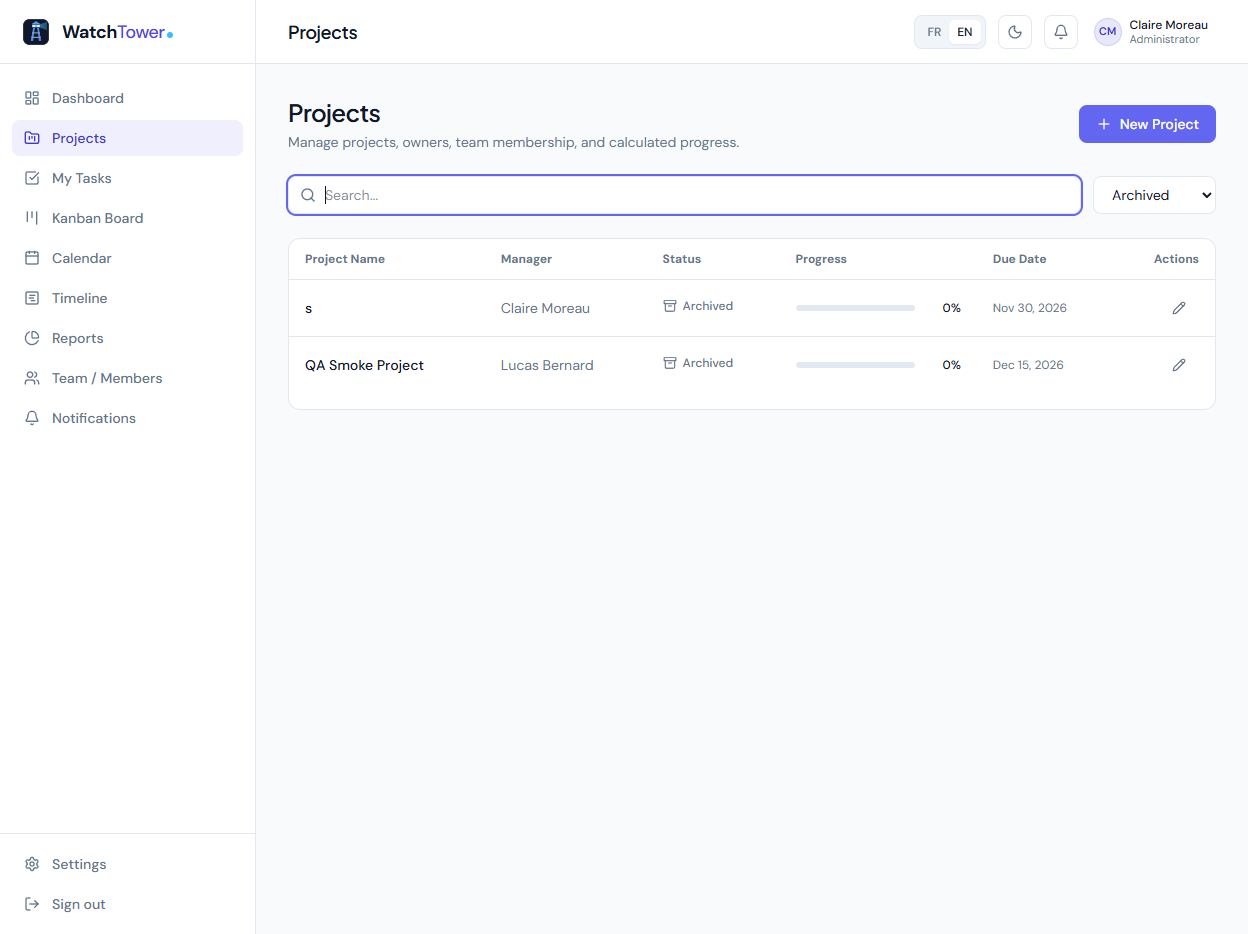 WatchTower
Projects
FR EN
CM
Claire Moreau
Administrator
Dashboard
Projects
My Tasks
Kanban Board
Calendar
Timeline
Reports
Team / Members
Notifications
Settings
Sign out
Projects
Manage projects, owners, team membership, and calculated progress.
New Project
Search...
Archived
Project Name Manager Status Progress Due Date Actions
s Claire Moreau Archived 0% Nov 30, 2026
QA Smoke Project Lucas Bernard Archived 0% Dec 15, 2026